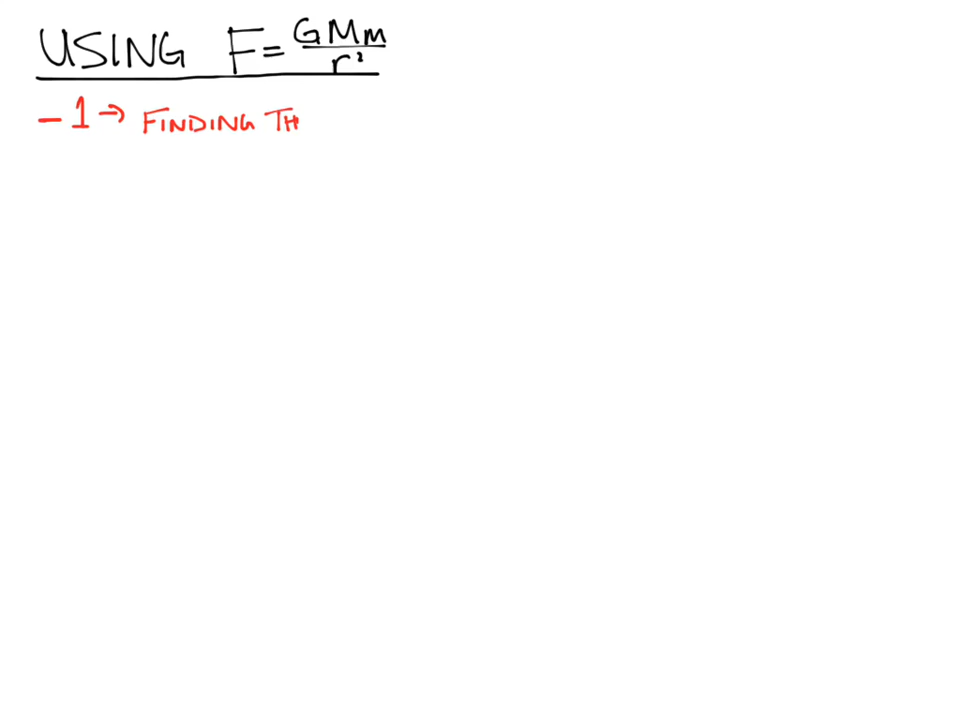 USING F = GMm/r²
- 1 → FINDING TH